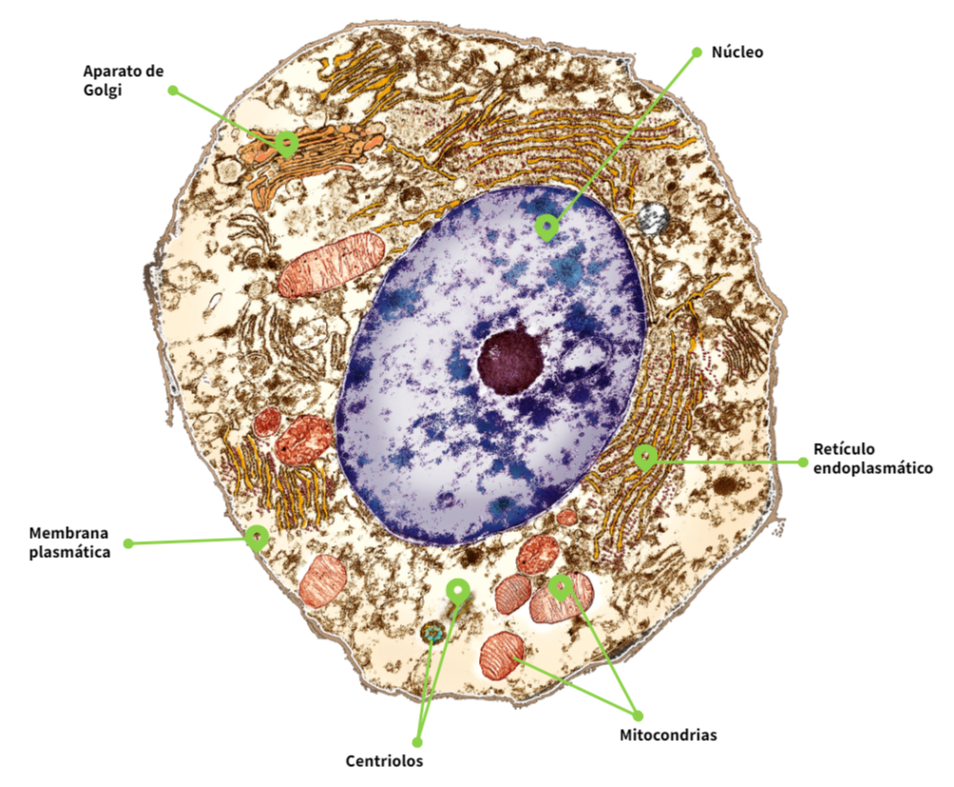 Núcleo
Aparato de
Golgi
Retículo
endoplasmático
Membrana
plasmática
Mitocondrias
Centriolos